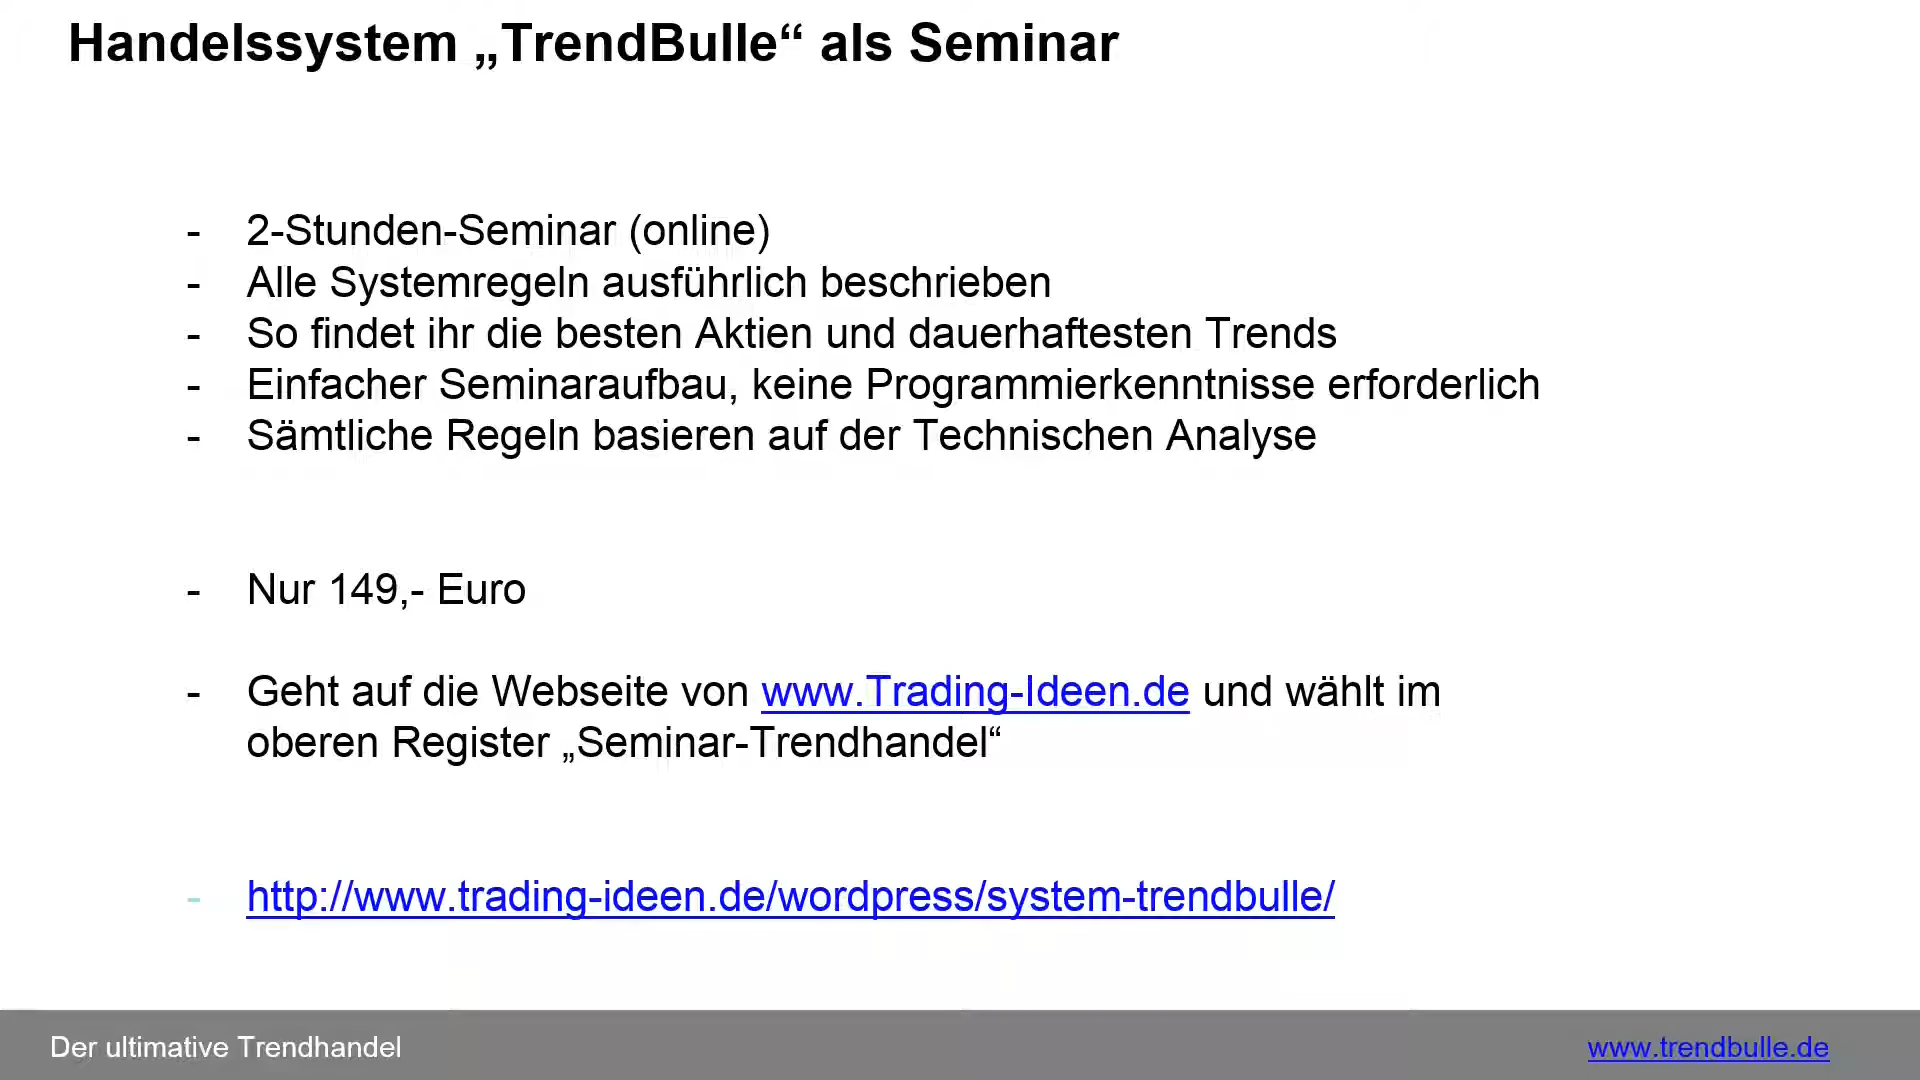 Handelssystem „TrendBulle“ als Seminar
- 2-Stunden-Seminar (online)
- Alle Systemregeln ausführlich beschrieben
- So findet ihr die besten Aktien und dauerhaftesten Trends
- Einfacher Seminaraufbau, keine Programmierkenntnisse erforderlich
- Sämtliche Regeln basieren auf der Technischen Analyse
- Nur 149,- Euro
- Geht auf die Webseite von www.Trading-Ideen.de und wählt im
oberen Register „Seminar-Trendhandel“
- http://www.trading-ideen.de/wordpress/system-trendbulle/
Der ultimative Trendhandel
www.trendbulle.de